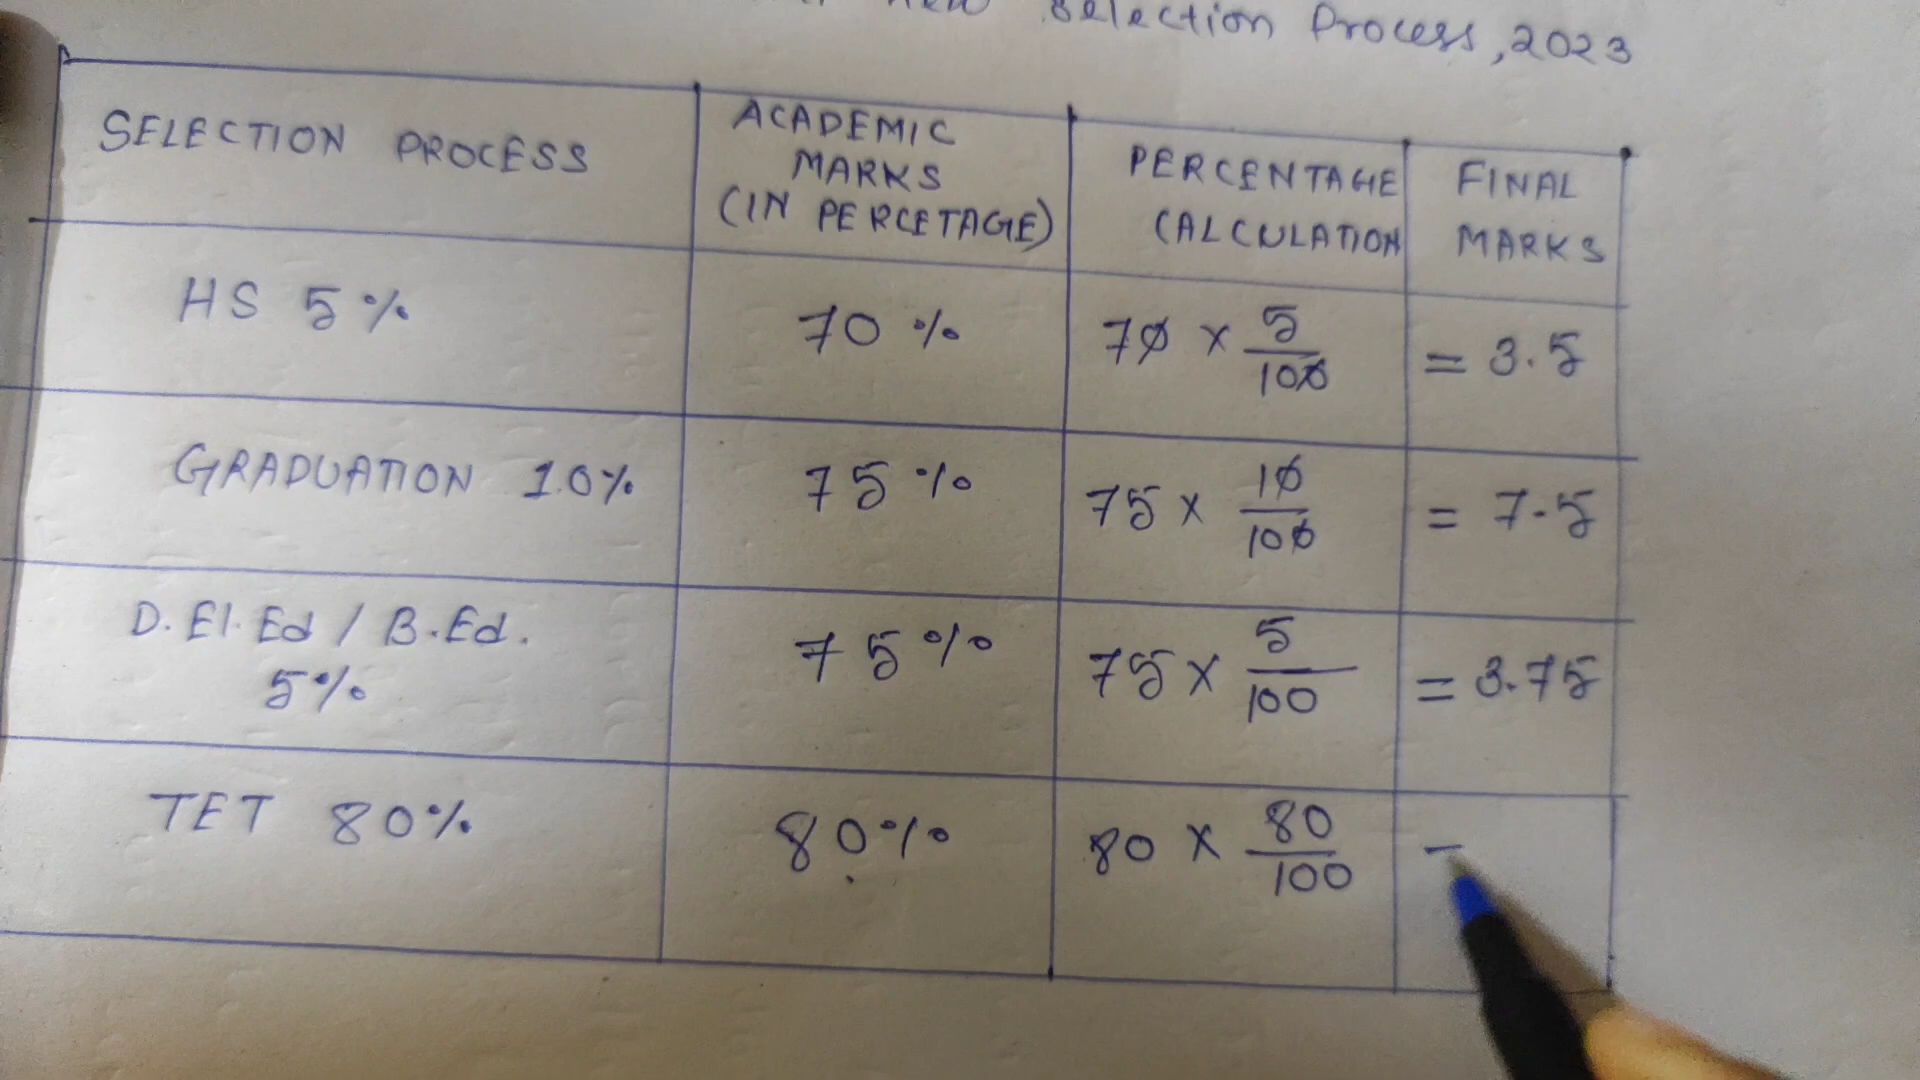 new Selection Process, 2023
SELECTION PROCESS
ACADEMIC
MARKS
(IN PERCETAGE)
PERCENTAGE
CALCULATION
FINAL
MARKS
HS 5%
70%
70 × 5/100
= 3.5
GRADUATION 10%
75%
75 × 10/100
= 7.5
D.El.Ed / B.Ed.
5%
75%
75 × 5/100
= 3.75
TET 80%
80%
80 × 80/100